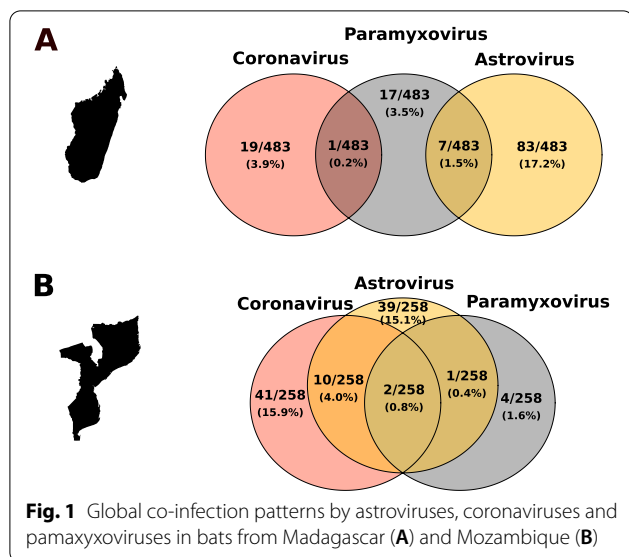 A
Paramyxovirus
Coronavirus
Astrovirus
17/483
(3.5%)
19/483
(3.9%)
1/483
(0.2%)
7/483
(1.5%)
83/483
(17.2%)
B
Astrovirus
Coronavirus
Paramyxovirus
39/258
(15.1%)
41/258
(15.9%)
10/258
(4.0%)
2/258
(0.8%)
1/258
(0.4%)
4/258
(1.6%)
Fig. 1 Global co-infection patterns by astroviruses, coronaviruses and
pamaxyxoviruses in bats from Madagascar (A) and Mozambique (B)